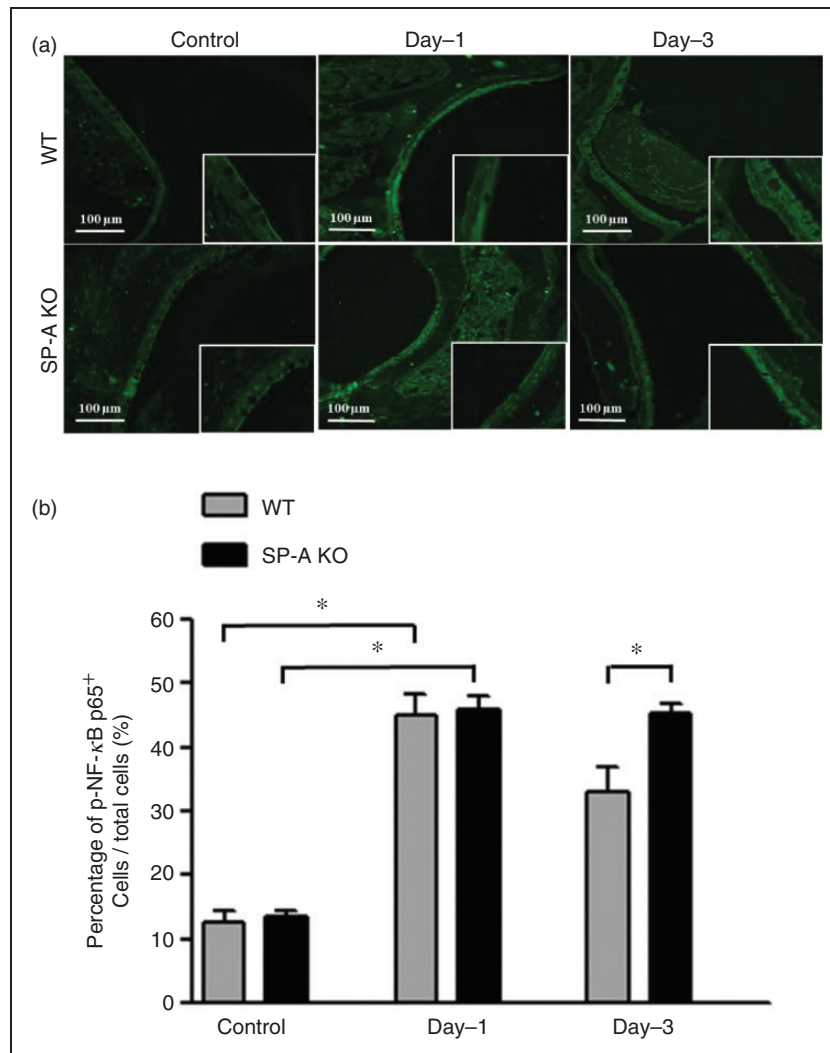 (a)
Control
Day–1
Day–3
WT
100 µm
100 µm
100 µm
SP-A KO
100 µm
100 µm
100 µm
(b)
WT
SP-A KO
Percentage of p-NF-κB p65+
Cells / total cells (%)
60
50
40
30
20
10
0
*
*
*
Control
Day–1
Day–3